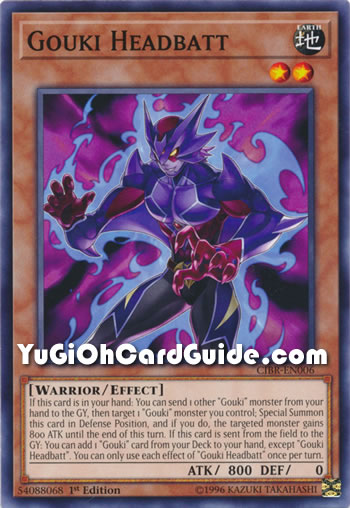 GOUKI HEADBATT
EARTH
地
YuGiOhCardGuide.com
CIBR-EN006
[WARRIOR/EFFECT]
If this card is in your hand: You can send 1 other "Gouki" monster from
your hand to the GY, then target 1 "Gouki" monster you control; Special Summon
this card in Defense Position, and if you do, the targeted monster gains
800 ATK until the end of this turn. If this card is sent from the field to
the GY: You can add 1 "Gouki" card from your Deck to your hand, except "Gouki
Headbatt". You can only use each effect of "Gouki Headbatt" once per turn.
ATK/ 800 DEF/ 0
54088068 1st Edition ©1996 KAZUKI TAKAHASHI